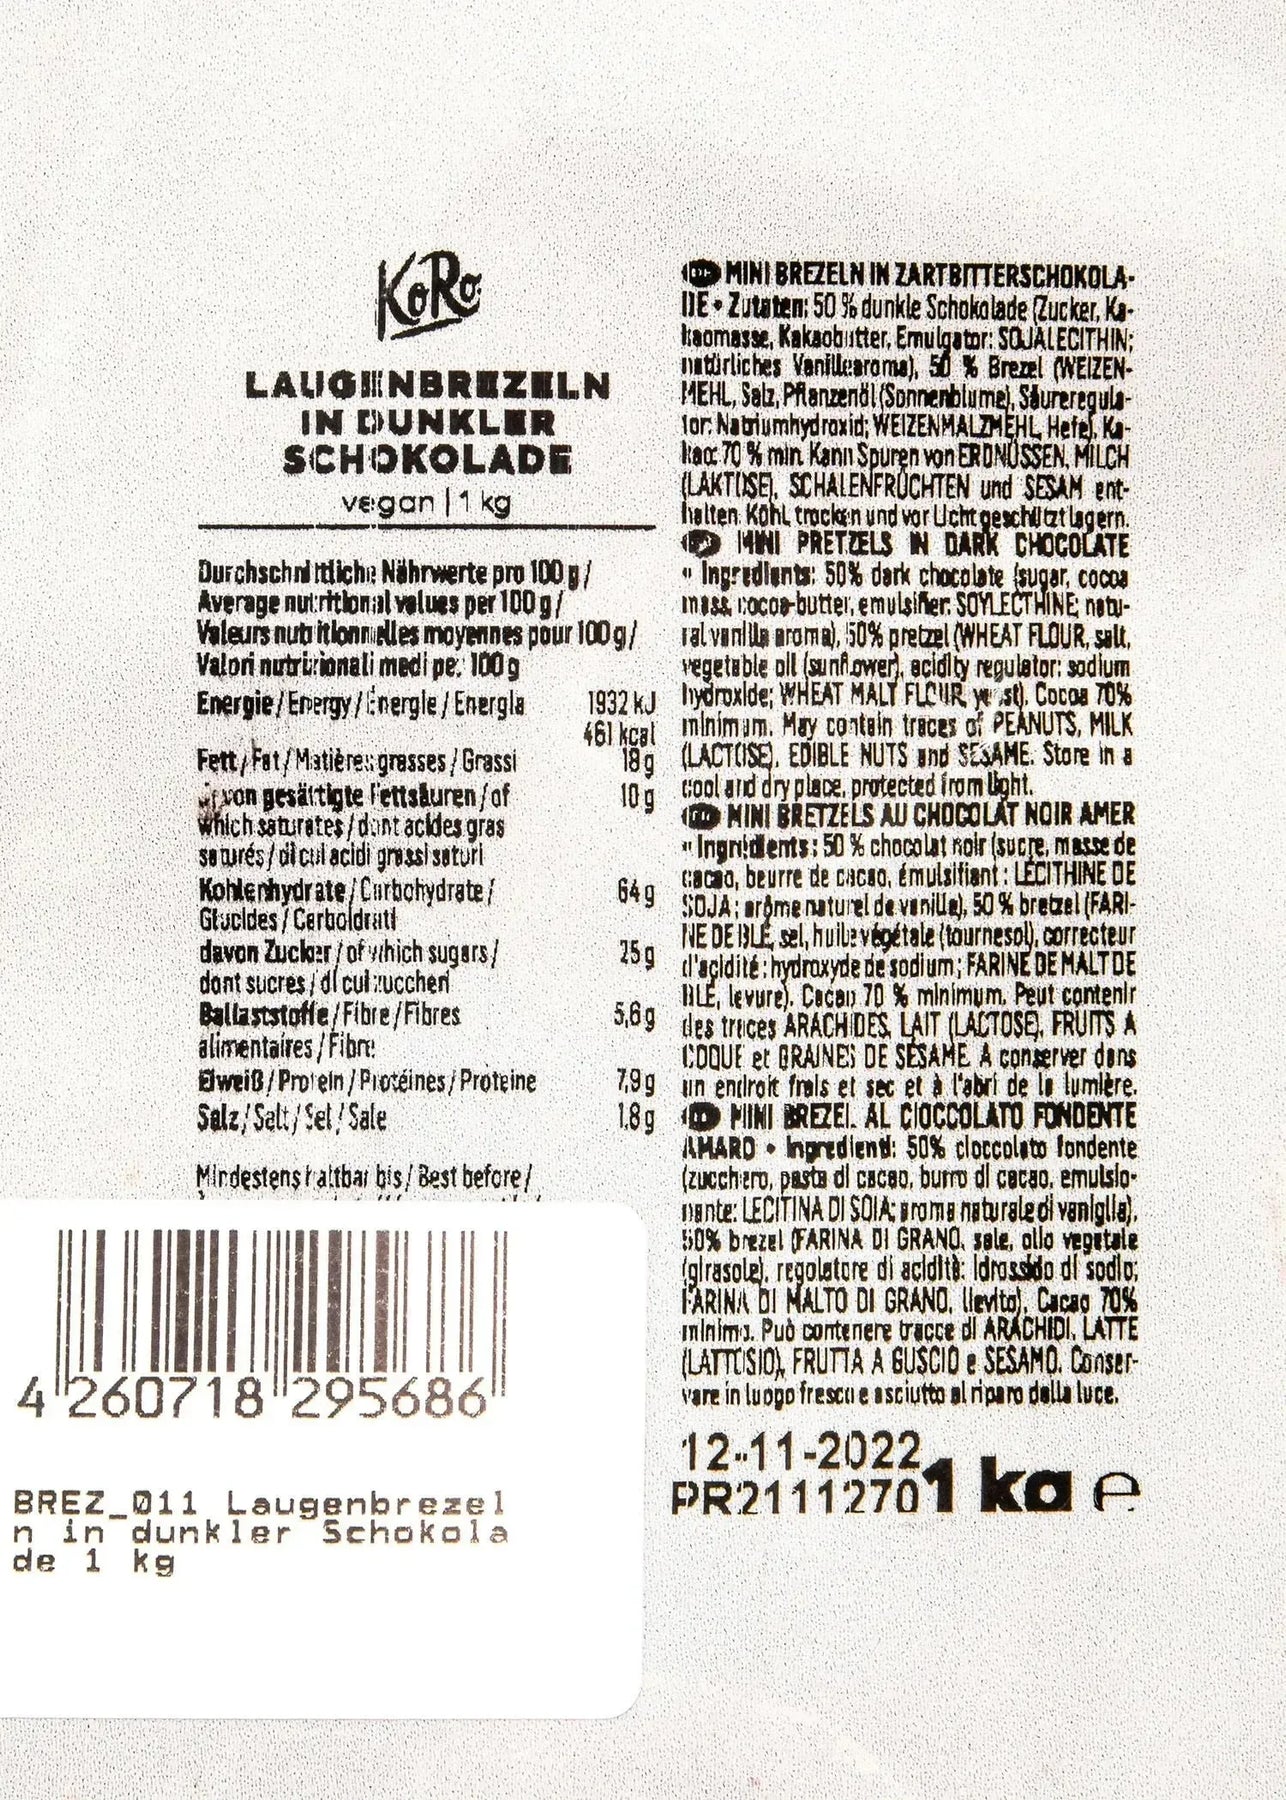 KoRo
LAUGENBREZELN
IN DUNKLER
SCHOKOLADE
vegan | 1 kg
Durchschnittliche Nährwerte pro 100 g /
Average nutritional values per 100 g /
Valeurs nutritionnelles moyennes pour 100 g /
Valori nutrizionali medi per 100 g
Energie / Energy / Énergie / Energia 1932 kJ
461 kcal
Fett / Fat / Matières grasses / Grassi 18 g
davon gesättigte Fettsäuren / of 10 g
which saturates / dont acides gras
saturés / di cui acidi grassi saturi
Kohlenhydrate / Carbohydrate / 64 g
Glucides / Carboidrati
davon Zucker / of which sugars / 25 g
dont sucres / di cui zuccheri
Ballaststoffe / Fibre / Fibres 5,6 g
alimentaires / Fibre
Eiweiß / Protein / Protéines / Proteine 7,9 g
Salz / Salt / Sel / Sale 1.8 g
Mindestens haltbar bis / Best before /
4 260718 295686
BREZ_011 Laugenbrezel
n in dunkler Schokola
de 1 kg
DE MINI BREZELN IN ZARTBITTERSCHOKOLA-
DE • Zutaten: 50 % dunkle Schokolade (Zucker, Ka-
kaomasse, Kakaobutter, Emulgator: SOJALECITHIN;
natürliches Vanillearoma), 50 % Brezel (WEIZEN-
MEHL, Salz, Pflanzenöl (Sonnenblume), Säureregula-
tor: Natriumhydroxid; WEIZENMALZMEHL, Hefe). Ka-
kao: 70 % min. Kann Spuren von ERDNÜSSEN, MILCH
(LAKTOSE), SCHALENFRÜCHTEN und SESAM ent-
halten. Kühl, trocken und vor Licht geschützt lagern.
MINI PRETZELS IN DARK CHOCOLATE
• Ingredients: 50% dark chocolate (sugar, cocoa
mass, cocoa-butter, emulsifier: SOYLECTHINE; natu-
ral vanilla aroma), 50% pretzel (WHEAT FLOUR, salt,
vegetable oil (sunflower), acidity regulator: sodium
hydroxide; WHEAT MALT FLOUR, yeast). Cocoa 70%
minimum. May contain traces of PEANUTS, MILK
(LACTOSE), EDIBLE NUTS and SESAME. Store in a
cool and dry place, protected from light.
MINI BRETZELS AU CHOCOLAT NOIR AMER
• Ingrédients : 50 % chocolat noir (sucre, masse de
cacao, beurre de cacao, émulsifiant : LÉCITHINE DE
SOJA ; arôme naturel de vanille), 50 % bretzel (FARI-
NE DE BLÉ, sel, huile végétale (tournesol), correcteur
d'acidité : hydroxyde de sodium ; FARINE DE MALT DE
BLÉ, levure). Cacao 70 % minimum. Peut contenir
des traces ARACHIDES, LAIT (LACTOSE), FRUITS À
COQUE et GRAINES DE SÉSAME. A conserver dans
un endroit frais et sec et à l'abri de la lumière.
MINI BREZEL AL CIOCCOLATO FONDENTE
AMARO • Ingredienti: 50% cioccolato fondente
(zucchero, pasta di cacao, burro di cacao, emulsio-
nante: LECITINA DI SOIA; aroma naturale di vaniglia),
50% brezel (FARINA DI GRANO, sale, olio vegetale
(girasole), regolatore di acidità: Idrossido di sodio;
FARINA DI MALTO DI GRANO, lievito). Cacao 70%
minimo. Può contenere tracce di ARACHIDI, LATTE
(LATTOSIO), FRUTTA A GUSCIO e SESAMO. Conser-
vare in luogo fresco e asciutto al riparo dalla luce.
12-11-2022
PR2111270 1 kg e